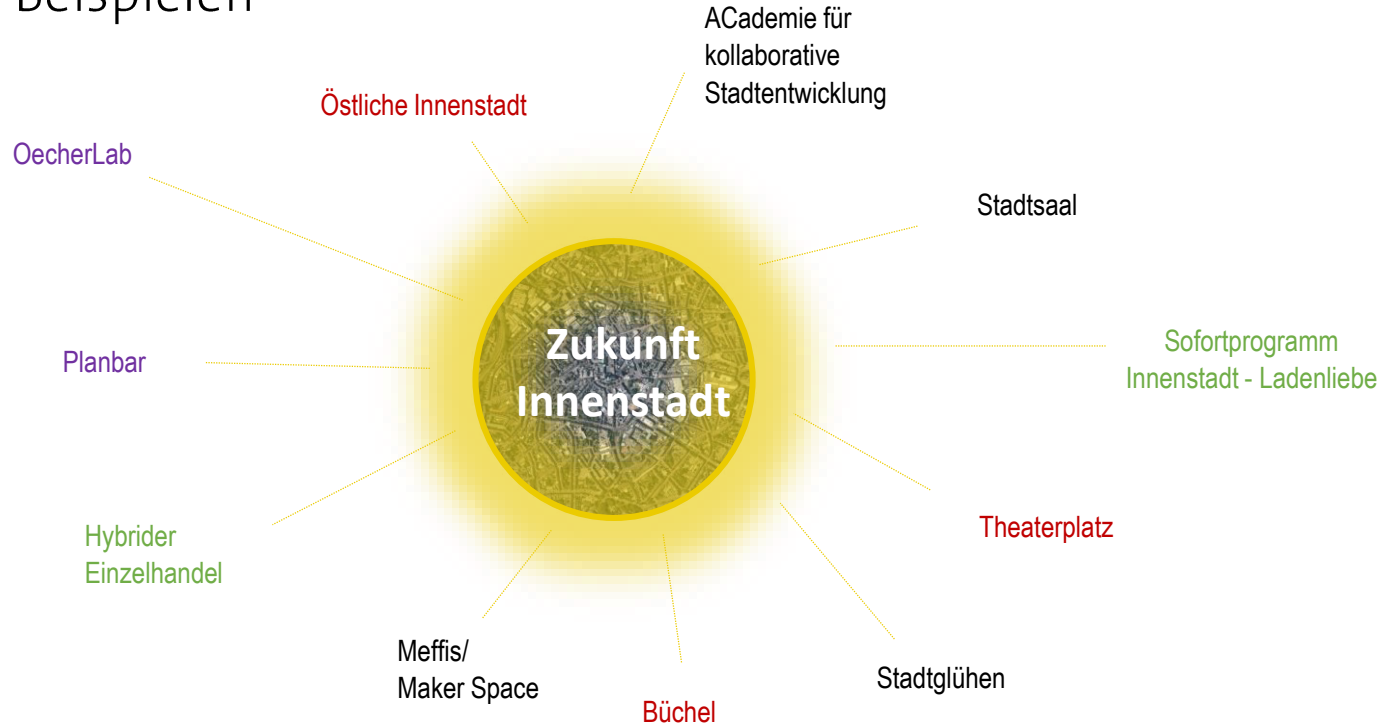 Beispielen
ACademie für
kollaborative
Stadtentwicklung
Östliche Innenstadt
OecherLab
Stadtsaal
Zukunft
Innenstadt
Sofortprogramm
Innenstadt - Ladenliebe
Planbar
Theaterplatz
Hybrider
Einzelhandel
Meffis/
Maker Space
Stadtglühen
Büchel